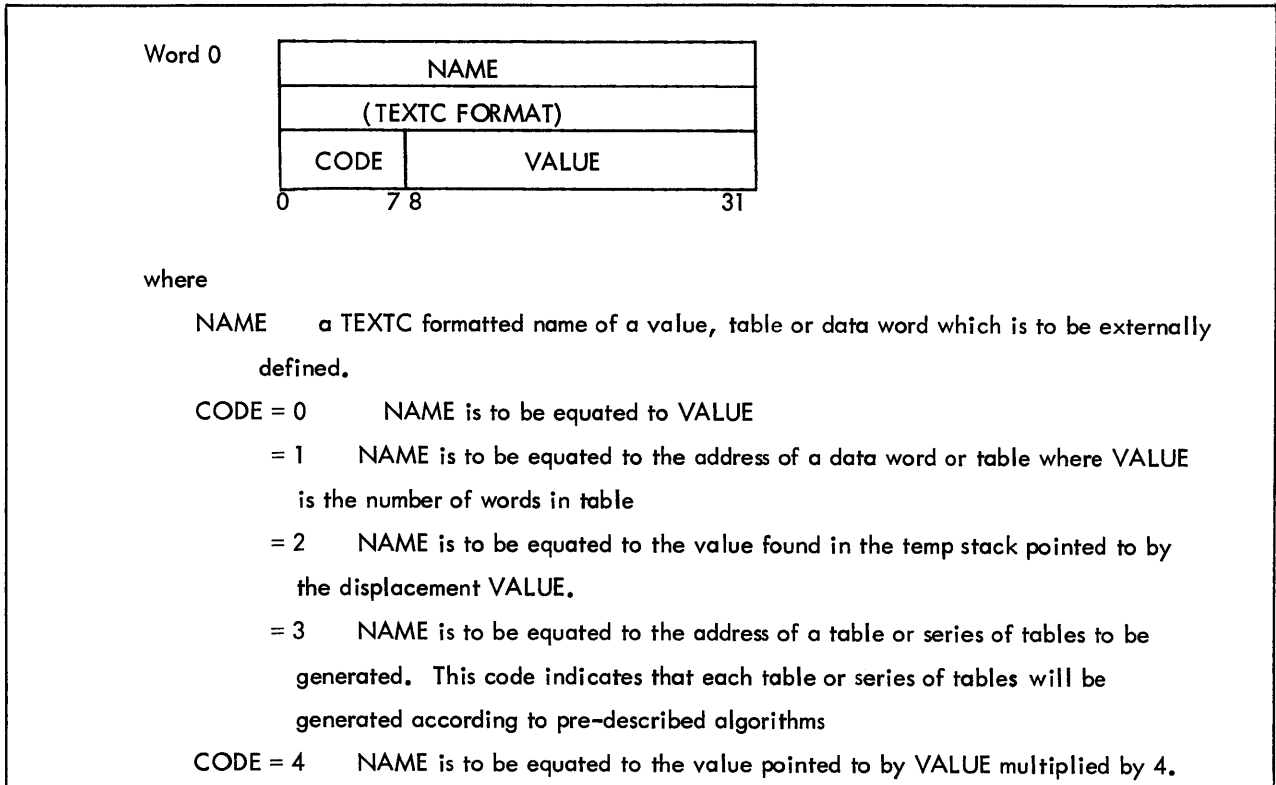 Word 0
NAME
(TEXTC FORMAT)
CODE VALUE
0 7 8 31
where
NAME a TEXTC formatted name of a value, table or data word which is to be externally
defined.
CODE = 0 NAME is to be equated to VALUE
= 1 NAME is to be equated to the address of a data word or table where VALUE
is the number of words in table
= 2 NAME is to be equated to the value found in the temp stack pointed to by
the displacement VALUE.
= 3 NAME is to be equated to the address of a table or series of tables to be
generated. This code indicates that each table or series of tables will be
generated according to pre-described algorithms
CODE = 4 NAME is to be equated to the value pointed to by VALUE multiplied by 4.